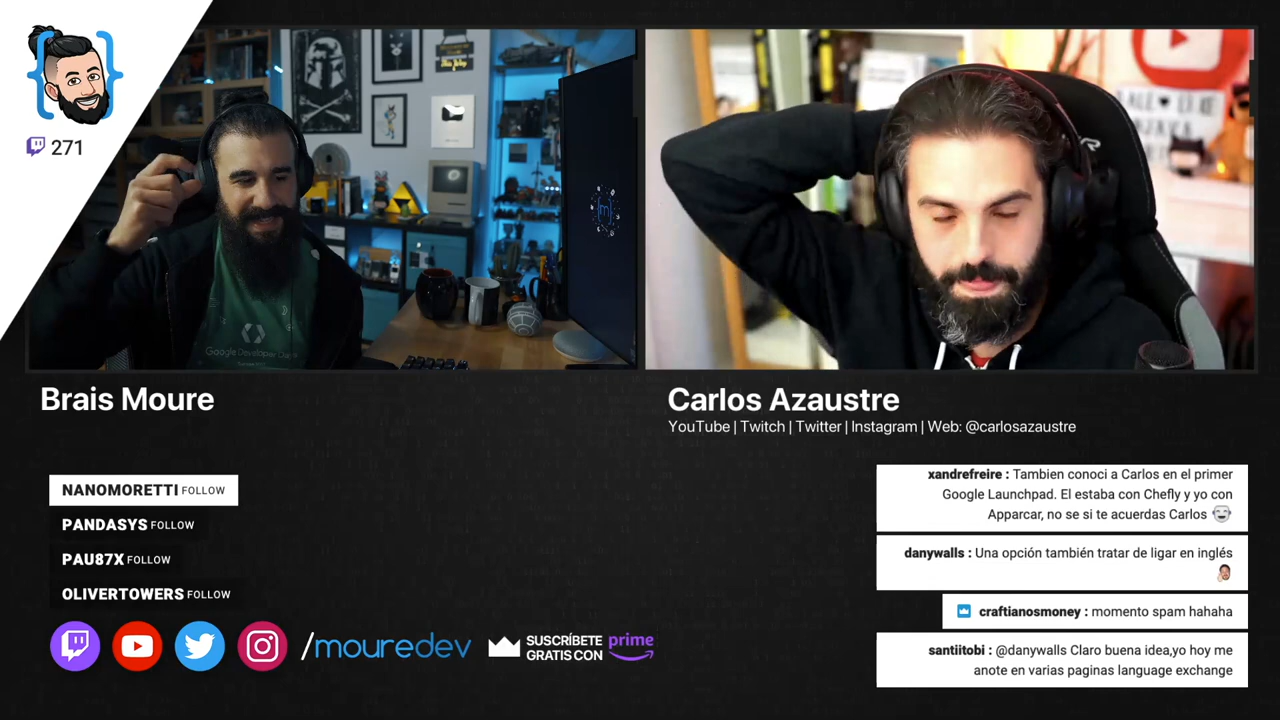 271
Google Developer
Brais Moure
Carlos Azaustre
YouTube | Twitch | Twitter | Instagram | Web: @carlosazaustre
NANOMORETTI FOLLOW
PANDASYS FOLLOW
PAU87X FOLLOW
OLIVERTOWERS FOLLOW
/mouredev
SUSCRÍBETE
GRATIS CON
prime
xandrefreire : Tambien conoci a Carlos en el primer
Google Launchpad. El estaba con Chefly y yo con
Apparcar, no se si te acuerdas Carlos
danywalls : Una opción también tratar de ligar en inglés
craftianosmoney : momento spam hahaha
santiitobi : @danywalls Claro buena idea,yo hoy me
anote en varias paginas language exchange